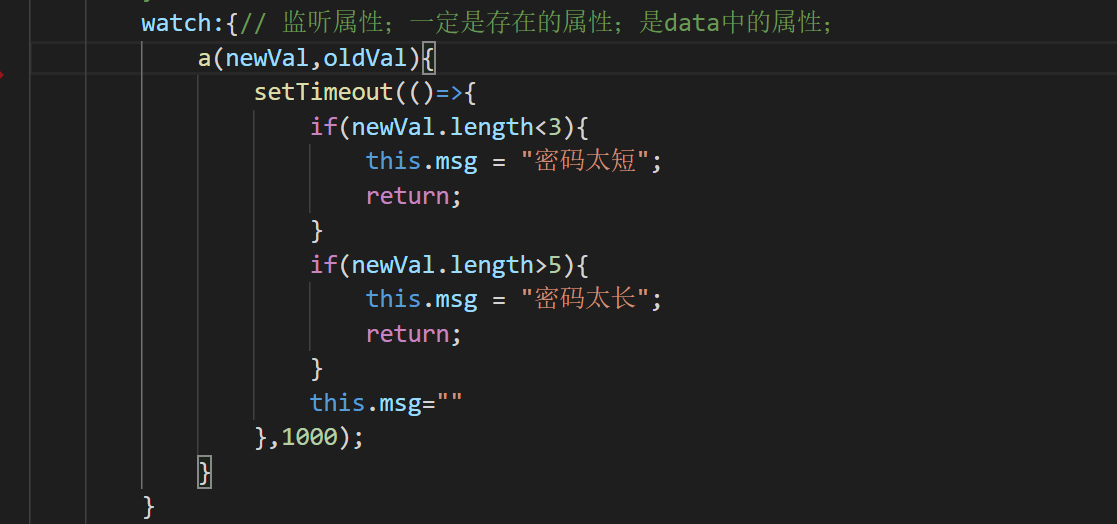 watch:{// 监听属性；一定是存在的属性；是data中的属性；
a(newVal,oldVal){
setTimeout(()=>{
if(newVal.length<3){
this.msg = "密码太短";
return;
}
if(newVal.length>5){
this.msg = "密码太长";
return;
}
this.msg=""
},1000);
}
}